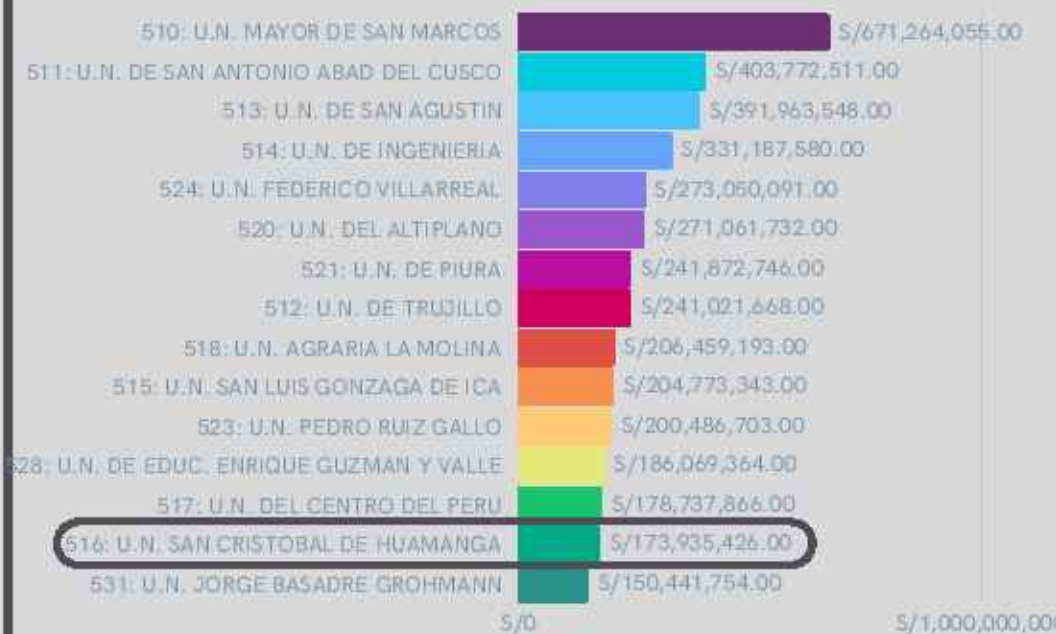 510: U.N. MAYOR DE SAN MARCOS S/671,264,055.00
511: U.N. DE SAN ANTONIO ABAD DEL CUSCO S/403,772,511.00
513: U.N. DE SAN AGUSTIN S/391,963,548.00
514: U.N. DE INGENIERIA S/331,187,580.00
524: U.N. FEDERICO VILLARREAL S/273,050,091.00
520: U.N. DEL ALTIPLANO S/271,061,732.00
521: U.N. DE PIURA S/241,872,746.00
512: U.N. DE TRUJILLO S/241,021,668.00
518: U.N. AGRARIA LA MOLINA S/206,459,193.00
515: U.N. SAN LUIS GONZAGA DE ICA S/204,773,343.00
523: U.N. PEDRO RUIZ GALLO S/200,486,703.00
528: U.N. DE EDUC. ENRIQUE GUZMAN Y VALLE S/186,069,364.00
517: U.N. DEL CENTRO DEL PERU S/178,737,866.00
516: U.N. SAN CRISTOBAL DE HUAMANGA S/173,935,426.00
531: U.N. JORGE BASADRE GROHMANN S/150,441,754.00
S/0 S/1,000,000,000